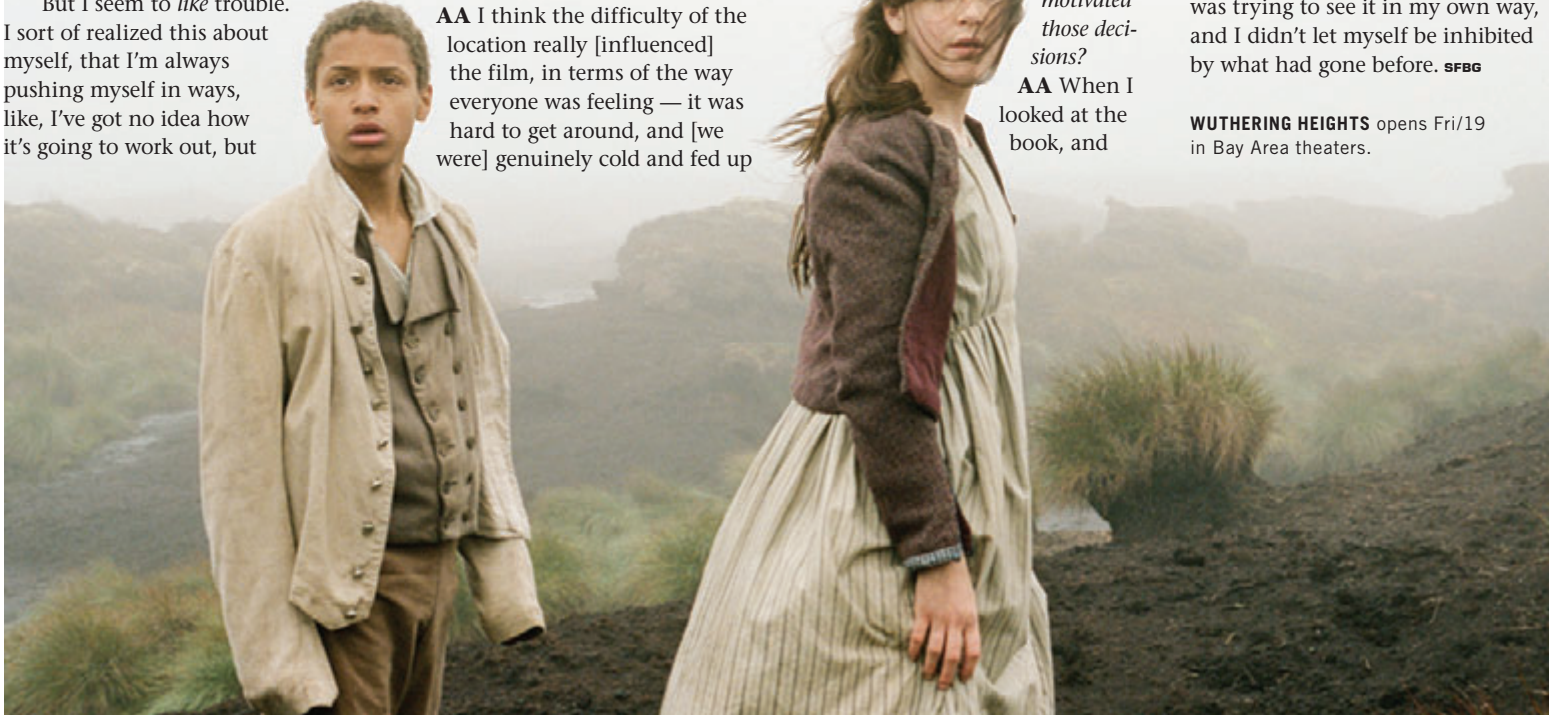 But I seem to like trouble.
I sort of realized this about
myself, that I’m always
pushing myself in ways,
like, I’ve got no idea how
it’s going to work out, but
AA I think the difficulty of the
location really [influenced]
the film, in terms of the way
everyone was feeling — it was
hard to get around, and [we
were] genuinely cold and fed up
motivated
those deci-
sions?
AA When I
looked at the
book, and
was trying to see it in my own way,
and I didn’t let myself be inhibited
by what had gone before. SFBG
WUTHERING HEIGHTS opens Fri/19
in Bay Area theaters.